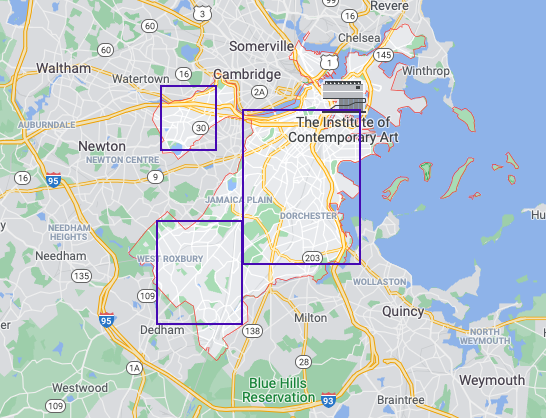 Revere
99
16
3
60
Chelsea
Somerville
145
1
60
Waltham
16
Winthrop
Watertown
Cambridge
2A
The Institute of
Contemporary Art
AUBURNDALE
30
Newton
NEWTON CENTRE
9
16
95
JAMAICA PLAIN
DORCHESTER
Hu
NEEDHAM
HEIGHTS
WEST ROXBURY
203
Needham
135
WOLLASTON
109
Quincy
95
Milton
er
Dedham
138
NORTH
WEYMOUTH
28
1A
Weymouth
Blue Hills
Reservation
Westwood
109
93
Braintree